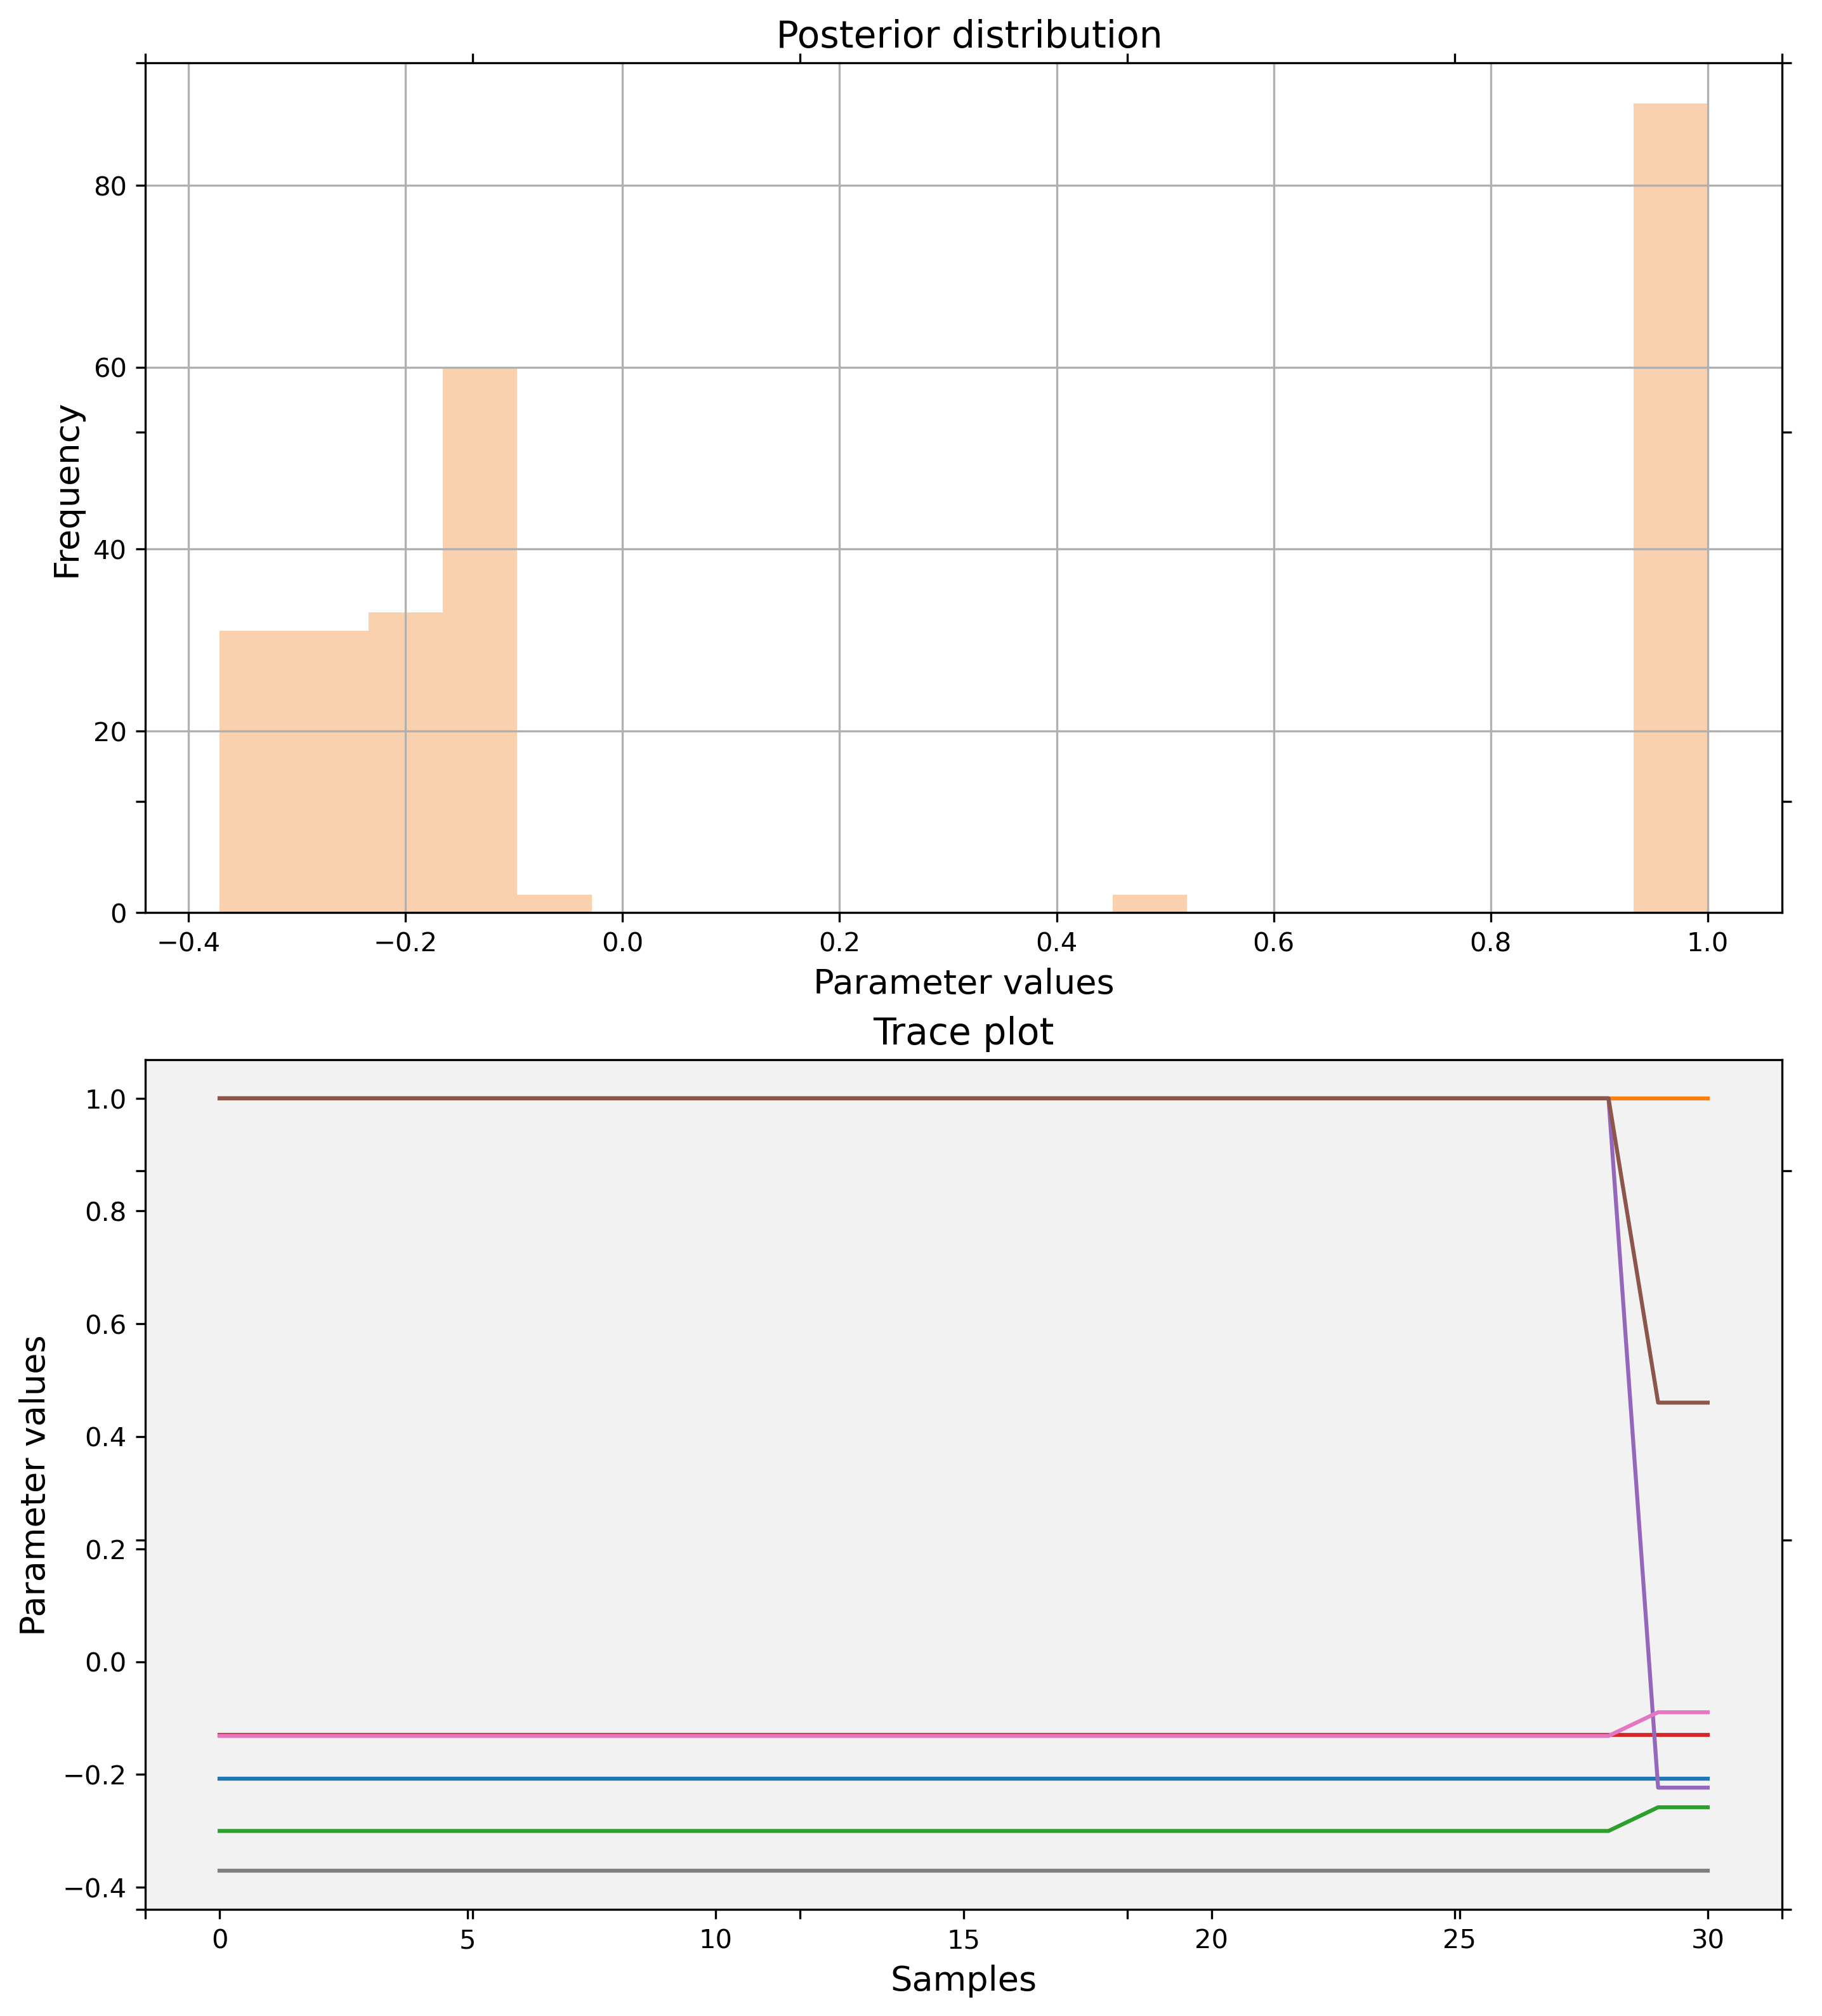 Posterior distribution
80
60
40
20
0
Frequency
−0.4 −0.2 0.0 0.2 0.4 0.6 0.8 1.0
Parameter values
Trace plot
1.0
0.8
0.6
0.4
0.2
0.0
−0.2
−0.4
Parameter values
0 5 10 15 20 25 30
Samples